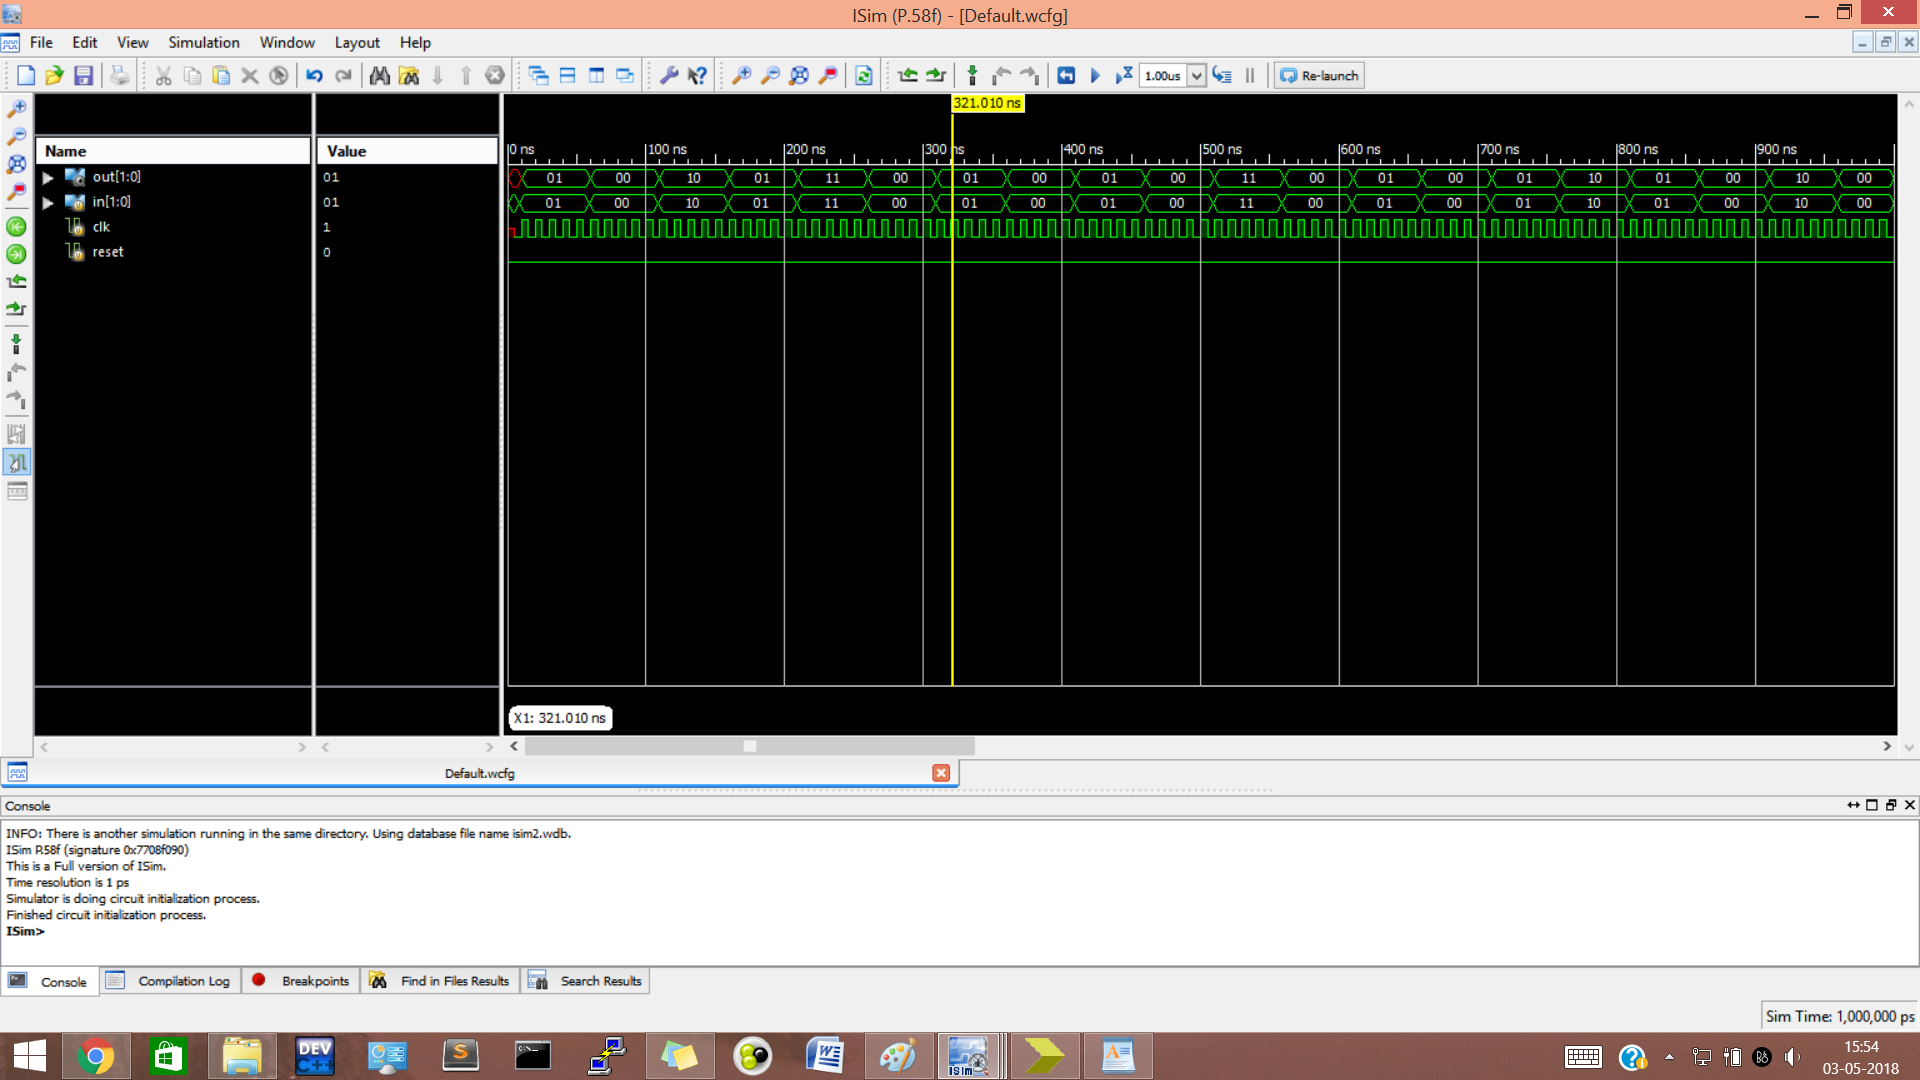 ISim (P.58f) - [Default.wcfg]
File Edit View Simulation Window Layout Help
1.00us Re-launch
321.010 ns
Name Value
0 ns 100 ns 200 ns 300 ns 400 ns 500 ns 600 ns 700 ns 800 ns 900 ns
out[1:0] 01 01 00 10 01 11 00 01 00 01 00 11 00 01 00 01 10 01 00 10 00
in[1:0] 01 01 00 10 01 11 00 01 00 01 00 11 00 01 00 01 10 01 00 10 00
clk 1
reset 0
X1: 321.010 ns
Default.wcfg
Console
INFO: There is another simulation running in the same directory. Using database file name isim2.wdb.
ISim P.58f (signature 0x7708f090)
This is a Full version of ISim.
Time resolution is 1 ps
Simulator is doing circuit initialization process.
Finished circuit initialization process.
ISim>
Console Compilation Log Breakpoints Find in Files Results Search Results
Sim Time: 1,000,000 ps
DEV C++ S W ISim A
15:54
03-05-2018